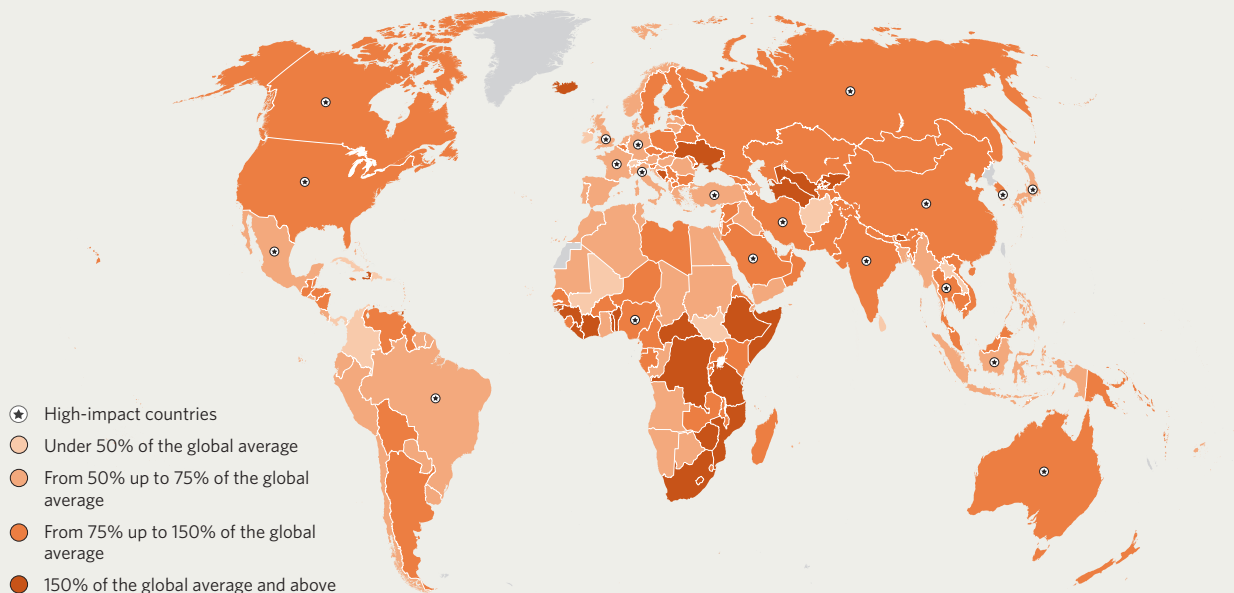 High-impact countries
Under 50% of the global average
From 50% up to 75% of the global
average
From 75% up to 150% of the global
average
150% of the global average and above